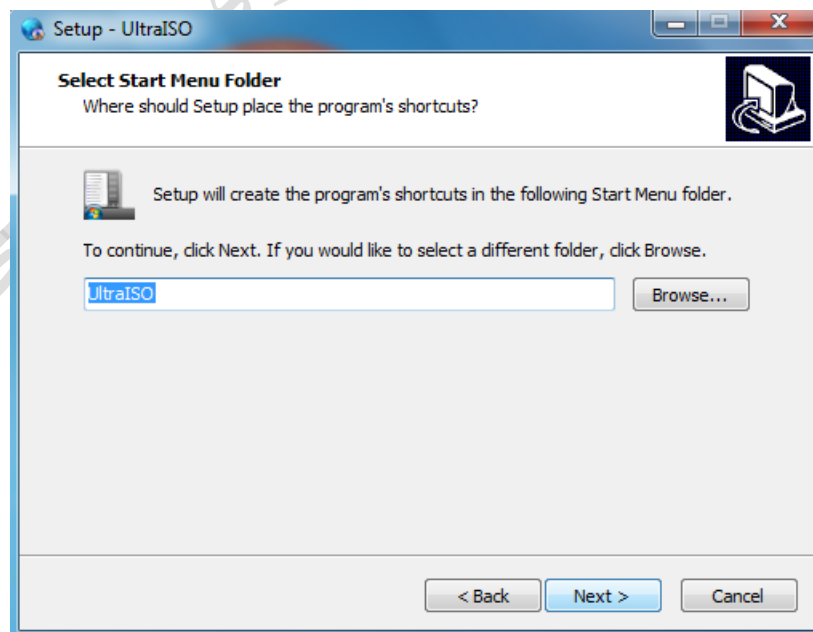 Setup - UltraISO
Select Start Menu Folder
Where should Setup place the program's shortcuts?
Setup will create the program's shortcuts in the following Start Menu folder.
To continue, click Next. If you would like to select a different folder, click Browse.
UltraISO
Browse...
< Back
Next >
Cancel